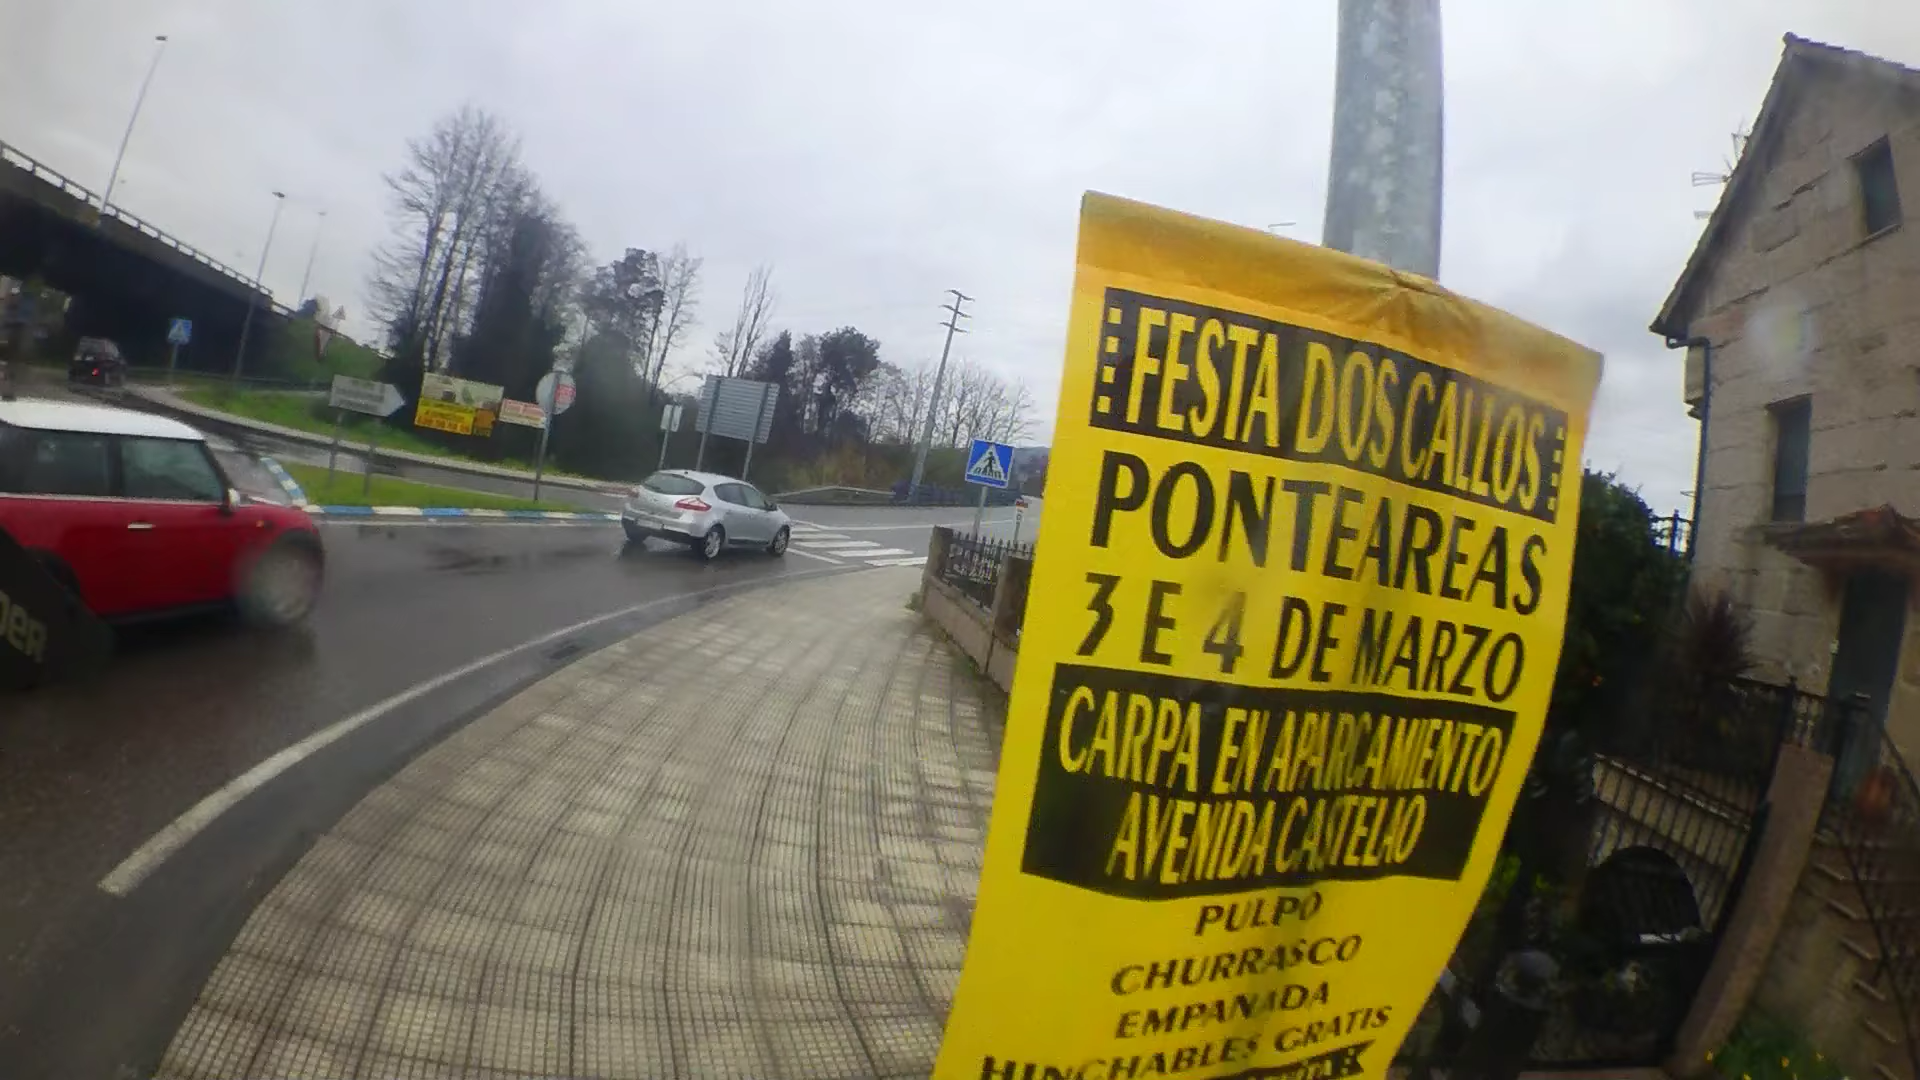 FESTA DOS CALLOS
PONTEAREAS
3 E 4 DE MARZO
CARPA EN APARCAMIENTO
AVENIDA CASTELAO
PULPO
CHURRASCO
EMPANADA
HINCHABLES GRATIS